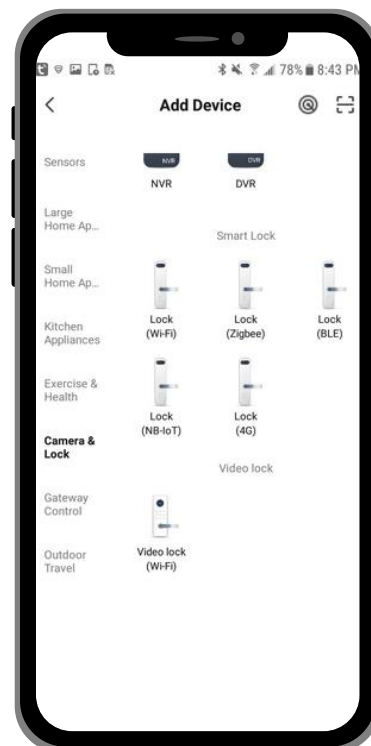 78% 8:43 PM
Add Device
Sensors
NVR
DVR
NVR
DVR
Large
Home Ap...
Smart Lock
Small
Home Ap...
Lock
(Wi-Fi)
Lock
(Zigbee)
Lock
(BLE)
Kitchen
Appliances
Exercise &
Health
Lock
(NB-IoT)
Lock
(4G)
Camera &
Lock
Video lock
Gateway
Control
Outdoor
Travel
Video lock
(Wi-Fi)